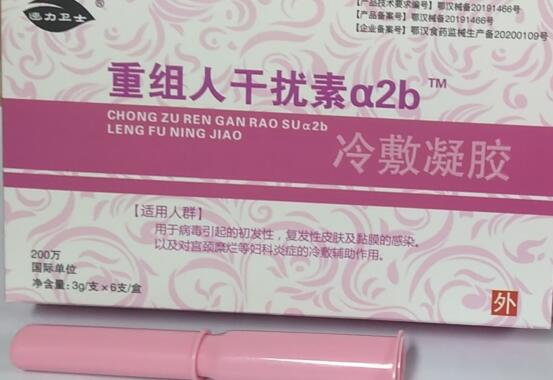 【产品技术要求编号】鄂汉械备20191466号
【产品备案号】鄂汉械备20191466号
【企业备案号】鄂汉食药监械生产备20200109号
速力卫士
重组人干扰素α2b™
CHONG ZU REN GAN RAO SU α2b
LENG FU NING JIAO
冷敷凝胶
【适用人群】
用于病毒引起的初发性，复发性皮肤及黏膜的感染。
以及对宫颈糜烂等妇科炎症的冷敷辅助作用。
200万
国际单位
净含量:3g/支×6支/盒
外